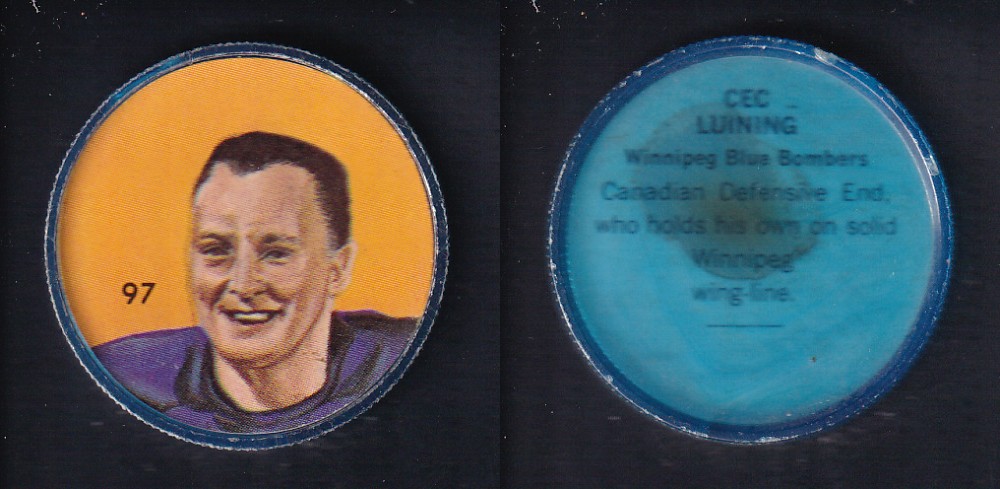 97
CEC
LUINING
Winnipeg Blue Bombers
Canadian Defensive End,
who holds his own on solid
Winnipeg
wing-line.